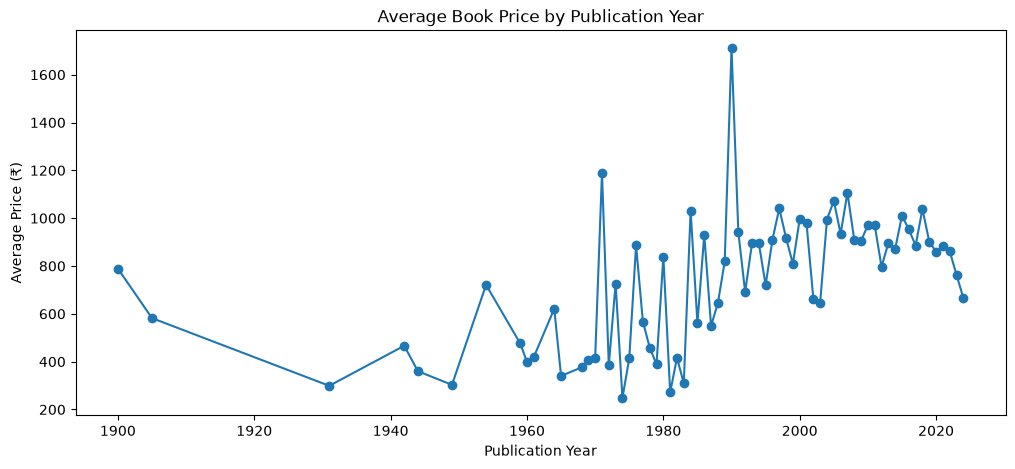 Average Book Price by Publication Year
Average Price (₹)
1600
1400
1200
1000
800
600
400
200
1900 1920 1940 1960 1980 2000 2020
Publication Year